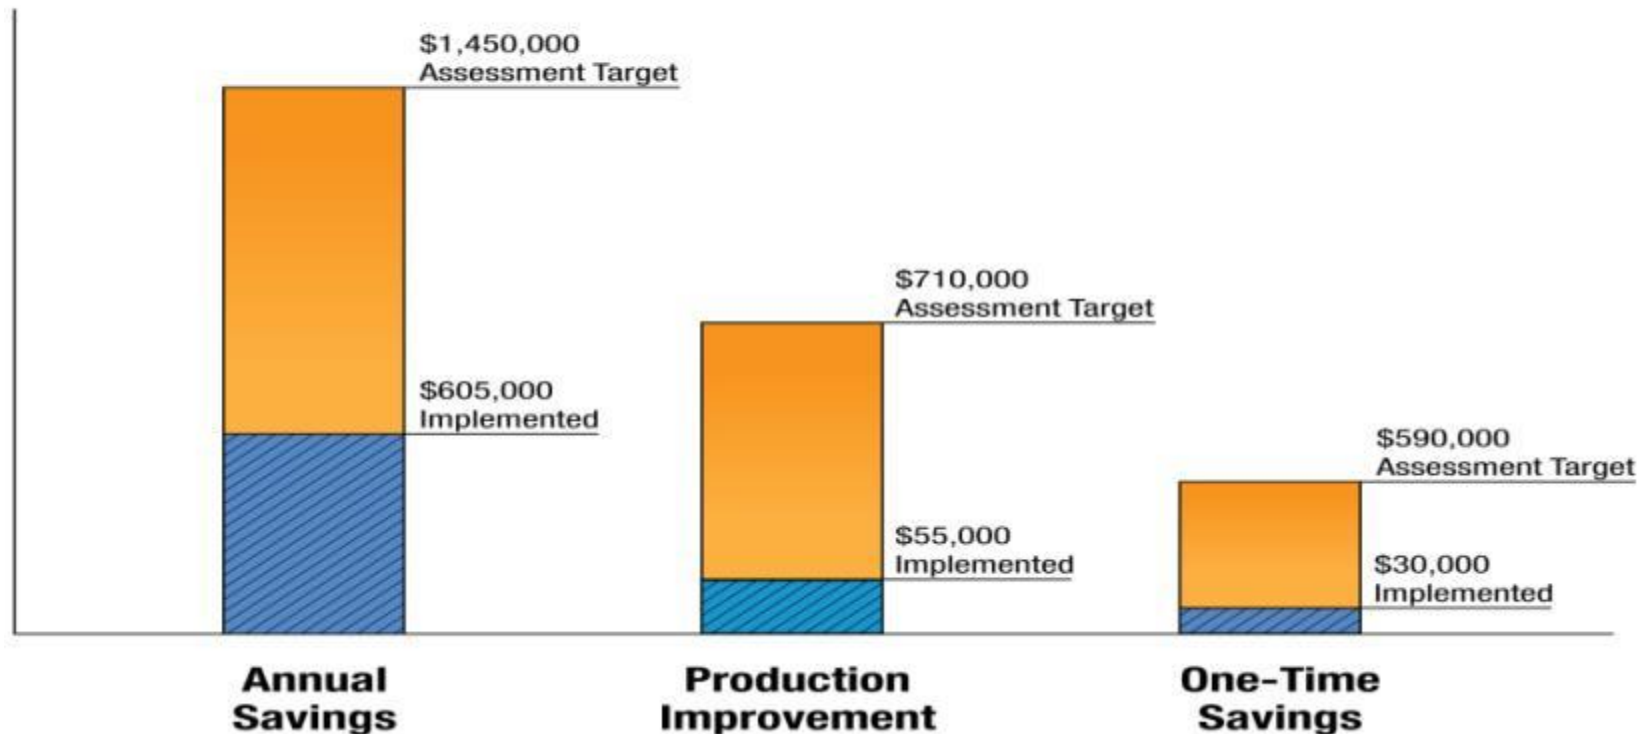 $1,450,000
Assessment Target
$605,000
Implemented
$710,000
Assessment Target
$55,000
Implemented
$590,000
Assessment Target
$30,000
Implemented
Annual
Savings
Production
Improvement
One-Time
Savings